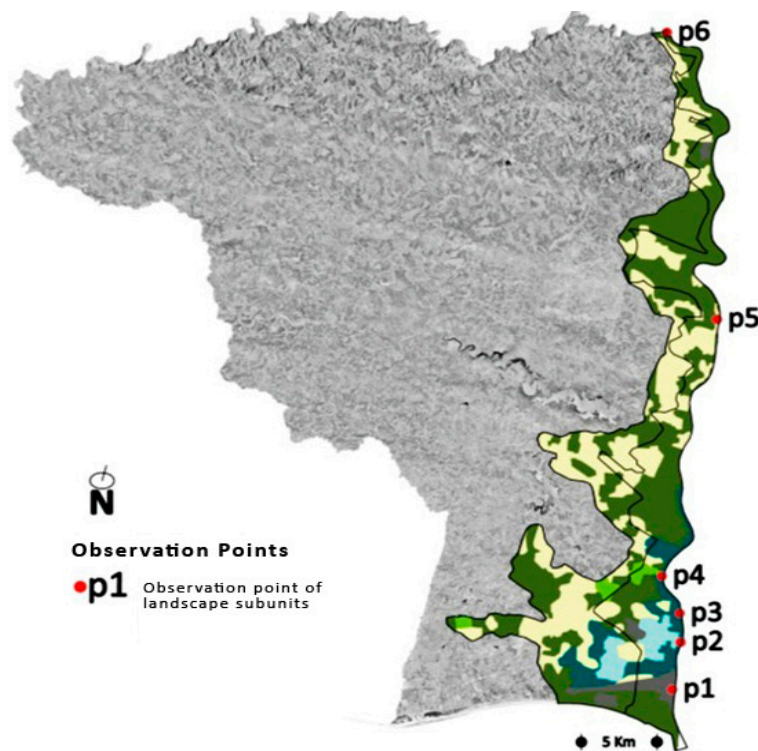 p6
p5
N
Observation Points
p1 Observation point of
landscape subunits
p4
p3
p2
p1
5 Km